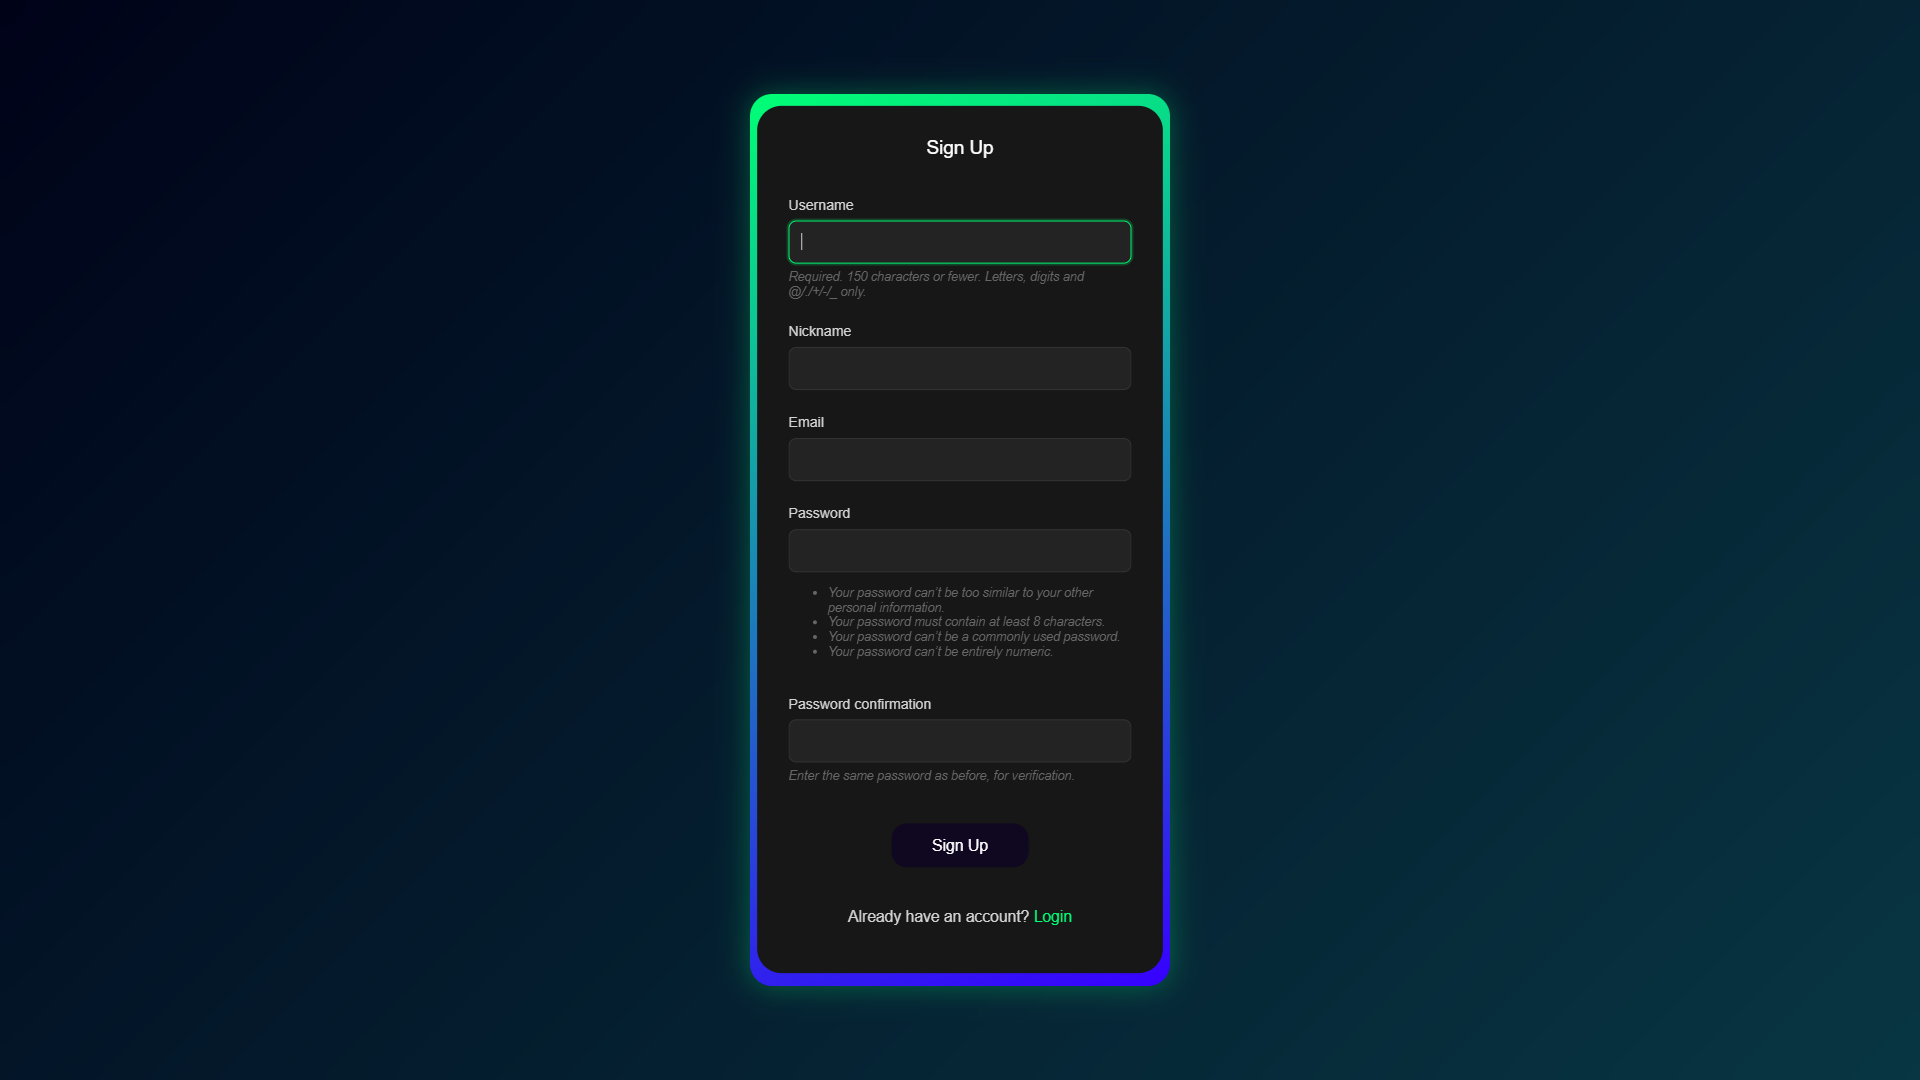 Sign Up
Username
Required. 150 characters or fewer. Letters, digits and
@/./+/-/_ only.
Nickname
Email
Password
• Your password can't be too similar to your other
personal information.
• Your password must contain at least 8 characters.
• Your password can't be a commonly used password.
• Your password can't be entirely numeric.
Password confirmation
Enter the same password as before, for verification.
Sign Up
Already have an account? Login